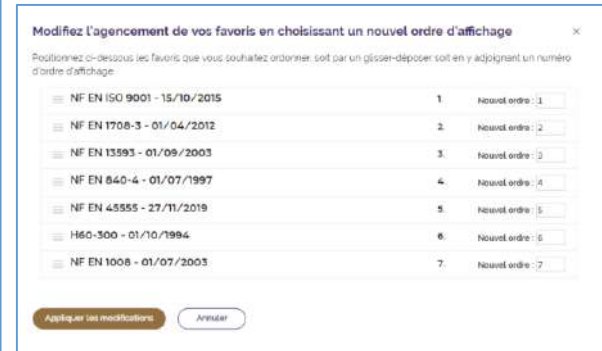 Modifiez l'agencement de vos favoris en choisissant un nouvel ordre d'affichage ×
Positionnez ci-dessous les favoris que vous souhaitez ordonner, soit par un glisser-déposer soit en y adjoignant un numéro
d'ordre d'affichage.
NF EN ISO 9001 - 15/10/2015 1. Nouvel ordre : 1
NF EN 1708-3 - 01/04/2012 2. Nouvel ordre : 2
NF EN 13593 - 01/09/2003 3. Nouvel ordre : 3
NF EN 840-4 - 01/07/1997 4. Nouvel ordre : 4
NF EN 45555 - 27/11/2019 5. Nouvel ordre : 5
H60-300 - 01/10/1994 6. Nouvel ordre : 6
NF EN 1008 - 01/07/2003 7. Nouvel ordre : 7
Appliquer les modifications Annuler